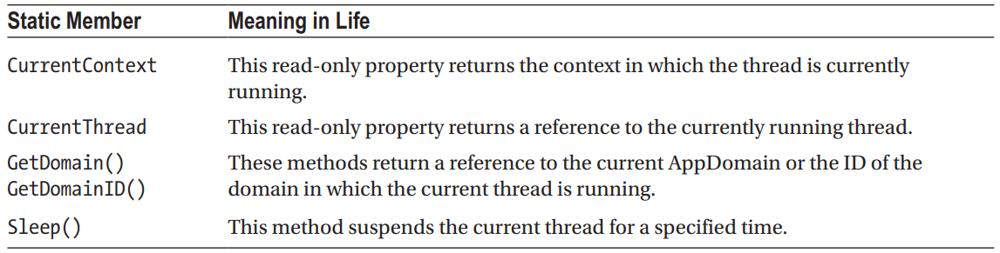 Static Member Meaning in Life
CurrentContext This read-only property returns the context in which the thread is currently
running.
CurrentThread This read-only property returns a reference to the currently running thread.
GetDomain() These methods return a reference to the current AppDomain or the ID of the
GetDomainID() domain in which the current thread is running.
Sleep() This method suspends the current thread for a specified time.